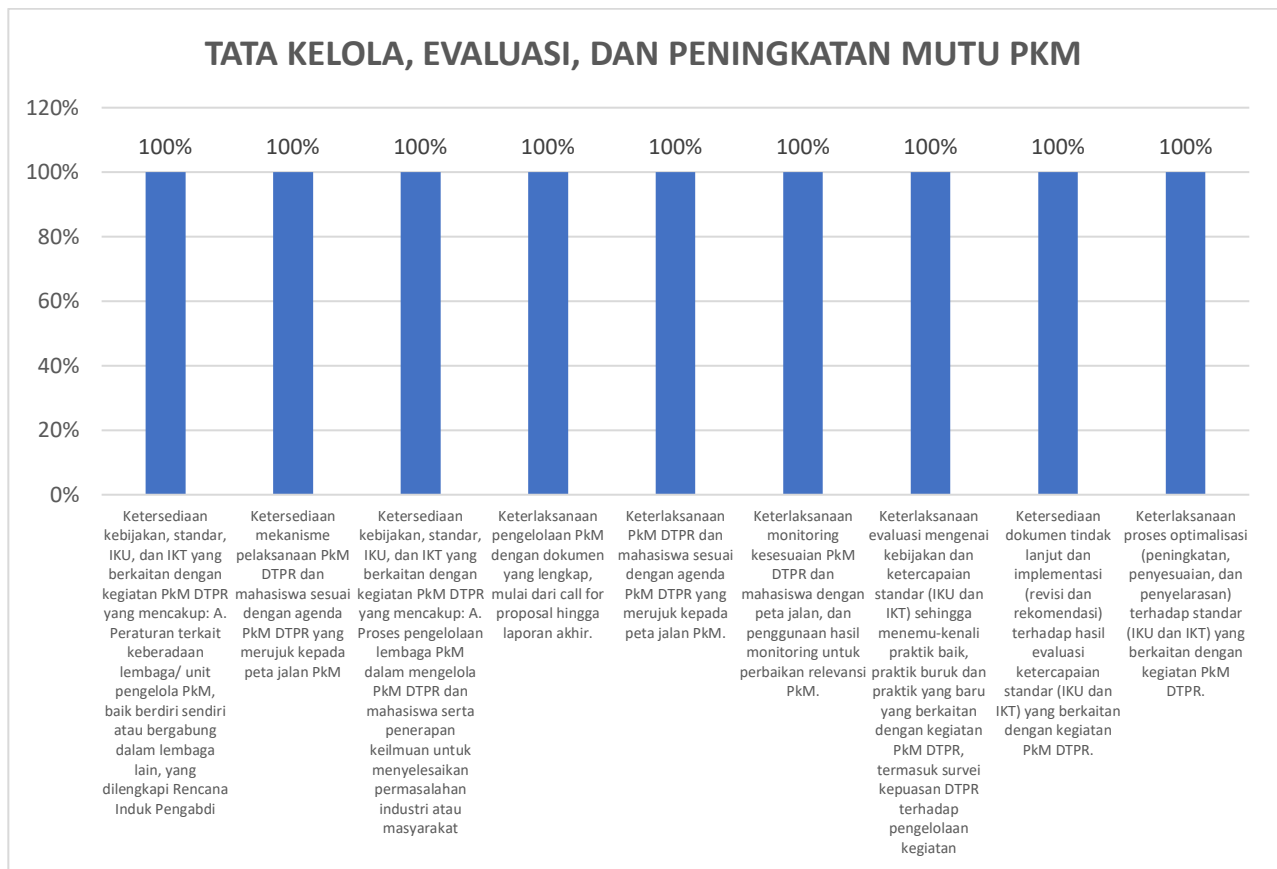 TATA KELOLA, EVALUASI, DAN PENINGKATAN MUTU PKM
120%
100%
80%
60%
40%
20%
0%
100%
100%
100%
100%
100%
100%
100%
100%
100%
Ketersediaan
kebijakan, standar,
IKU, dan IKT yang
berkaitan dengan
kegiatan PKM DTPR
yang mencakup: A.
Peraturan terkait
keberadaan
lembaga/ unit
pengelola PKM,
baik berdiri sendiri
atau bergabung
dalam lembaga
lain, yang
dilengkapi Rencana
Induk Pengabdi
Ketersediaan
mekanisme
pelaksanaan PkM
DTPR dan
mahasiswa sesuai
dengan agenda
PkM DTPR yang
merujuk kepada
peta jalan PkM
Ketersediaan
kebijakan, standar,
IKU, dan IKT yang
berkaitan dengan
kegiatan PkM DTPR
yang mencakup: A.
Proses pengelolaan
lembaga PKM
dalam mengelola
PkM DTPR dan
mahasiswa serta
penerapan
keilmuan untuk
menyelesaikan
permasalahan
industri atau
masyarakat
Keterlaksanaan
pengelolaan PkM
dengan dokumen
yang lengkap,
mulai dari call for
proposal hingga
laporan akhir.
Keterlaksanaan
PkM DTPR dan
mahasiswa sesuai
dengan agenda
PkM DTPR yang
merujuk kepada
peta jalan PkM.
Keterlaksanaan
monitoring
kesesuaian PkM
DTPR dan
mahasiswa dengan
peta jalan, dan
penggunaan hasil
monitoring untuk
perbaikan relevansi
PkM.
Keterlaksanaan
evaluasi mengenai
kebijakan dan
ketercapaian
standar (IKU dan
IKT) sehingga
menemu-kenali
praktik baik,
praktik buruk dan
praktik yang baru
yang berkaitan
dengan kegiatan
PkM DTPR,
termasuk survei
kepuasan DTPR
terhadap
pengelolaan
kegiatan
Ketersediaan
dokumen tindak
lanjut dan
implementasi
(revisi dan
rekomendasi)
terhadap hasil
evaluasi
ketercapaian
standar (IKU dan
IKT) yang berkaitan
dengan kegiatan
PkM DTPR.
Keterlaksanaan
proses optimalisasi
(peningkatan,
penyesuaian, dan
penyelarasan)
terhadap standar
(IKU dan IKT) yang
berkaitan dengan
kegiatan PKM
DTPR.